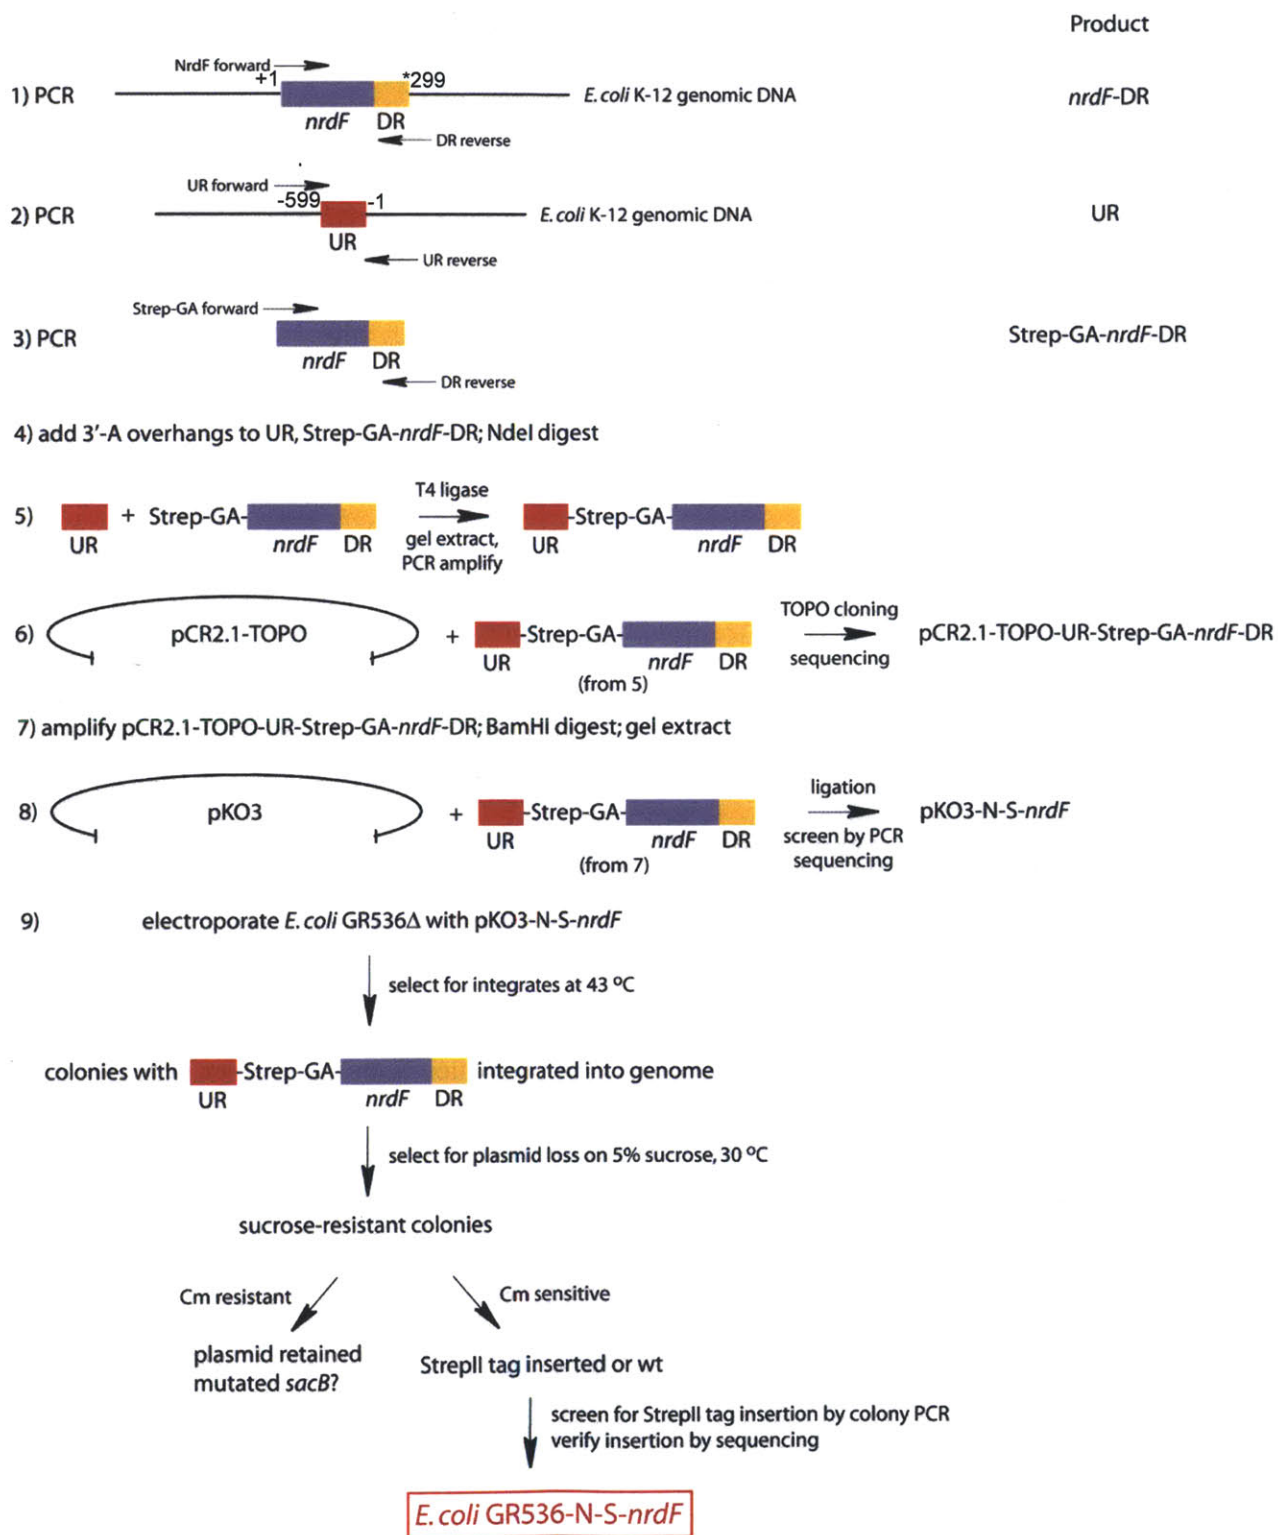 Product
NrdF forward
+1
*299
1) PCR
E. coli K-12 genomic DNA
nrdF-DR
nrdF DR
DR reverse
UR forward
-599
-1
2) PCR
E. coli K-12 genomic DNA
UR
UR
UR reverse
Strep-GA forward
3) PCR
Strep-GA-nrdF-DR
nrdF DR
DR reverse
4) add 3'-A overhangs to UR, Strep-GA-nrdF-DR; NdeI digest
T4 ligase
5)
+ Strep-GA-
-Strep-GA-
UR nrdF DR
gel extract,
PCR amplify
UR nrdF DR
TOPO cloning
6) pCR2.1-TOPO + -Strep-GA-
pCR2.1-TOPO-UR-Strep-GA-nrdF-DR
sequencing
UR nrdF DR
(from 5)
7) amplify pCR2.1-TOPO-UR-Strep-GA-nrdF-DR; BamHI digest; gel extract
ligation
8) pKO3 + -Strep-GA-
pKO3-N-S-nrdF
screen by PCR
sequencing
UR nrdF DR
(from 7)
9) electroporate E. coli GR536Δ with pKO3-N-S-nrdF
select for integrates at 43 °C
colonies with -Strep-GA- integrated into genome
UR nrdF DR
select for plasmid loss on 5% sucrose, 30 °C
sucrose-resistant colonies
Cm resistant
Cm sensitive
plasmid retained
mutated sacB?
StrepII tag inserted or wt
screen for StrepII tag insertion by colony PCR
verify insertion by sequencing
E. coli GR536-N-S-nrdF